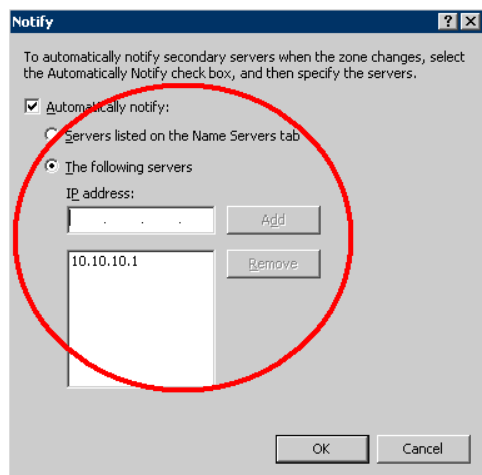 Notify
To automatically notify secondary servers when the zone changes, select
the Automatically Notify check box, and then specify the servers.
Automatically notify:
Servers listed on the Name Servers tab
The following servers
IP address:
. . .
Add
10.10.10.1
Remove
OK Cancel